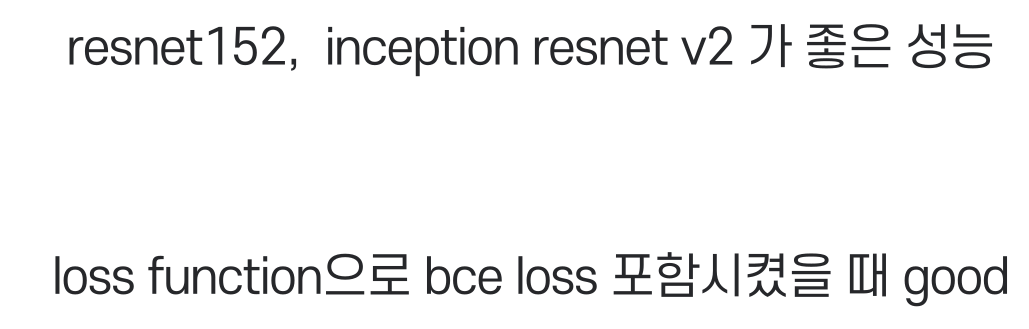 resnet152, inception resnet v2 가 좋은 성능
loss function으로 bce loss 포함시켰을 때 good